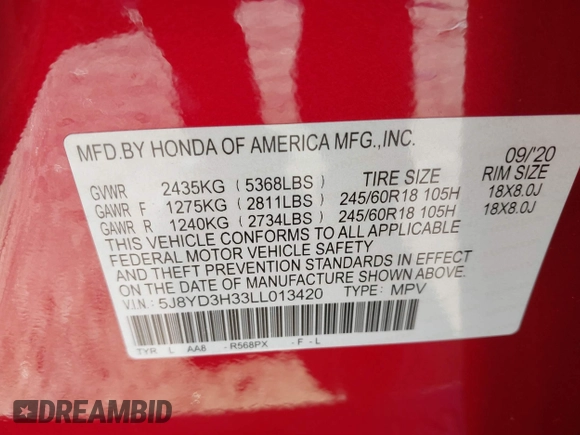 MFD.BY HONDA OF AMERICA MFG.,INC.
09/'20
GVWR 2435KG (5368LBS) TIRE SIZE RIM SIZE
GAWR F 1275KG (2811LBS) 245/60R18 105H 18X8.0J
GAWR R 1240KG (2734LBS) 245/60R18 105H 18X8.0J
THIS VEHICLE CONFORMS TO ALL APPLICABLE
FEDERAL MOTOR VEHICLE SAFETY
AND THEFT PREVENTION STANDARDS IN EFFECT
ON THE DATE OF MANUFACTURE SHOWN ABOVE.
V.I.N.: 5J8YD3H33LL013420 TYPE: MPV
TYR L AA8 -R568PX -F-L
DREAMBID